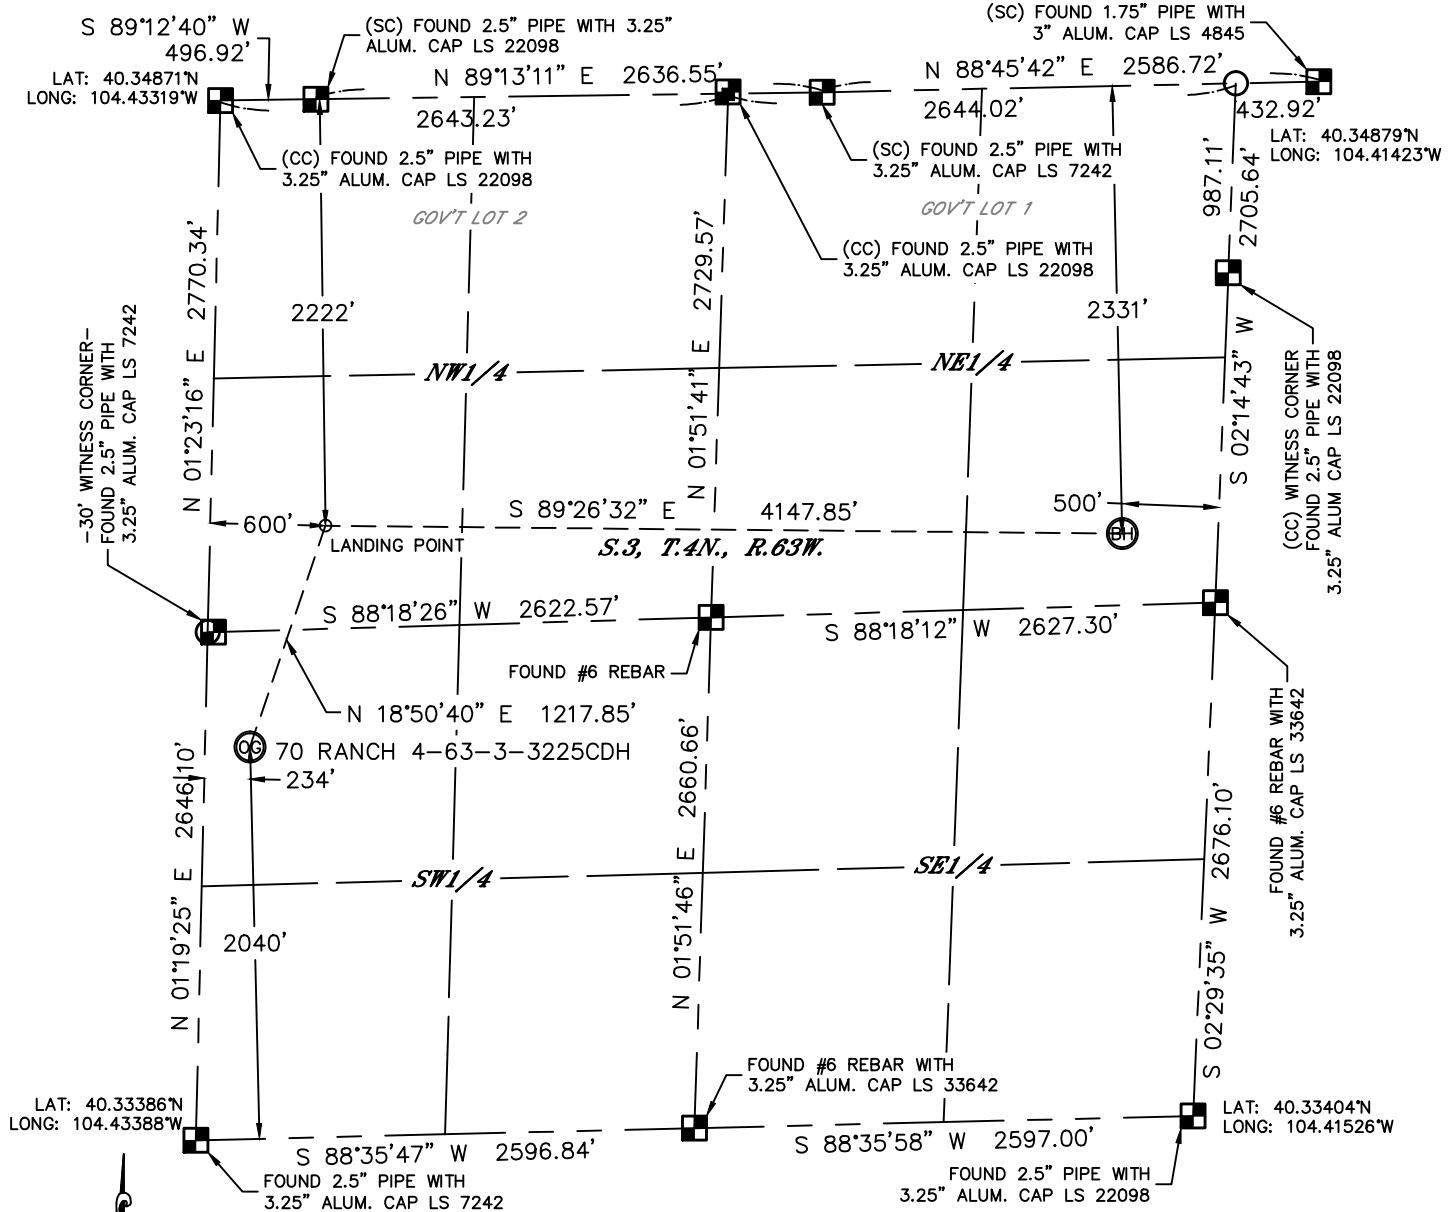 S 89°12'40" W
496.92'
(SC) FOUND 2.5" PIPE WITH 3.25"
ALUM. CAP LS 22098
(SC) FOUND 1.75" PIPE WITH
3" ALUM. CAP LS 4845
LAT: 40.34871°N
LONG: 104.43319°W
N 89°13'11" E 2636.55'
2643.23'
N 88°45'42" E 2586.72'
2644.02'
432.92'
LAT: 40.34879°N
LONG: 104.41423°W
(CC) FOUND 2.5" PIPE WITH
3.25" ALUM. CAP LS 22098
(SC) FOUND 2.5" PIPE WITH
3.25" ALUM. CAP LS 7242
987.11'
2705.64'
GOV'T LOT 2
GOV'T LOT 1
(CC) FOUND 2.5" PIPE WITH
3.25" ALUM. CAP LS 22098
N 01°23'16" E 2770.34'
2222'
N 01°51'41" E 2729.57'
2331'
S 02°14'43" W
-30' WITNESS CORNER-
FOUND 2.5" PIPE WITH
3.25" ALUM. CAP LS 7242
(CC) WITNESS CORNER
FOUND 2.5" PIPE WITH
3.25" ALUM CAP LS 22098
NW1/4
NE1/4
600'
S 89°26'32" E 4147.85'
500'
BH
LANDING POINT
S.3, T.4N., R.63W.
S 88°18'26" W 2622.57'
S 88°18'12" W 2627.30'
FOUND #6 REBAR
N 18°50'40" E 1217.85'
OG
70 RANCH 4-63-3-3225CDH
234'
FOUND #6 REBAR WITH
3.25" ALUM. CAP LS 33642
N 01°19'25" E 2646.10'
2040'
N 01°51'46" E 2660.66'
S 02°29'35" W 2676.10'
SW1/4
SE1/4
FOUND #6 REBAR WITH
3.25" ALUM. CAP LS 33642
LAT: 40.33386°N
LONG: 104.43388°W
LAT: 40.33404°N
LONG: 104.41526°W
S 88°35'47" W 2596.84'
S 88°35'58" W 2597.00'
FOUND 2.5" PIPE WITH
3.25" ALUM. CAP LS 7242
FOUND 2.5" PIPE WITH
3.25" ALUM. CAP LS 22098